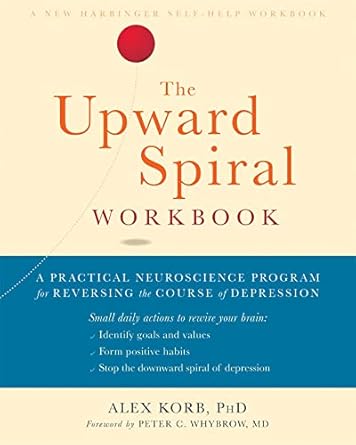 A NEW HARBINGER SELF-HELP WORKBOOK
The
Upward
Spiral
WORKBOOK
A PRACTICAL NEUROSCIENCE PROGRAM
for REVERSING the COURSE of DEPRESSION
Small daily actions to rewire your brain:
✓ Identify goals and values
✓ Form positive habits
✓ Stop the downward spiral of depression
ALEX KORB, PHD
Foreword by PETER C. WHYBROW, MD